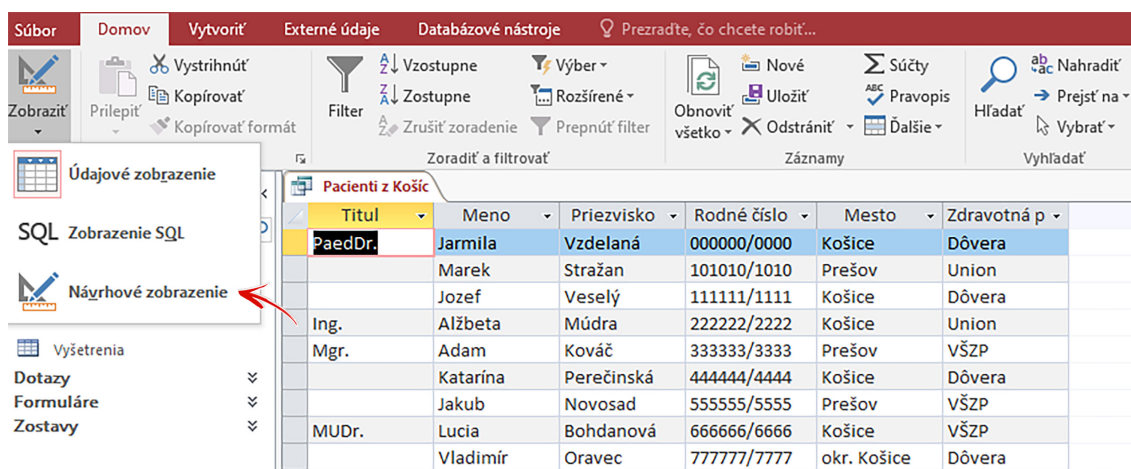 Súbor Domov Vytvoriť Externé údaje Databázové nástroje Prezraďte, čo chcete robiť...
Zobraziť
Prilepiť
Vystrihnúť
Kopírovať
Kopírovať formát
Filter
Vzostupne
Zostupne
Zrušiť zoradenie
Výber
Rozšírené
Prepnúť filter
Zoradiť a filtrovať
Obnoviť
všetko
Nové
Uložiť
Odstrániť
Súčty
Pravopis
Ďalšie
Záznamy
Hľadať
Nahradiť
Prejsť na
Vybrať
Vyhľadať
Údajové zobrazenie
SQL Zobrazenie SQL
Návrhové zobrazenie
Vyšetrenia
Dotazy
Formuláre
Zostavy
Pacienti z Košíc
Titul Meno Priezvisko Rodné číslo Mesto Zdravotná p
PaedDr. Jarmila Vzdelaná 000000/0000 Košice Dôvera
Marek Stražan 101010/1010 Prešov Union
Jozef Veselý 111111/1111 Košice Dôvera
Ing. Alžbeta Múdra 222222/2222 Košice Union
Mgr. Adam Kováč 333333/3333 Prešov VŠZP
Katarína Perečinská 444444/4444 Košice Dôvera
Jakub Novosad 555555/5555 Prešov VŠZP
MUDr. Lucia Bohdanová 666666/6666 Košice VŠZP
Vladimír Oravec 777777/7777 okr. Košice Dôvera